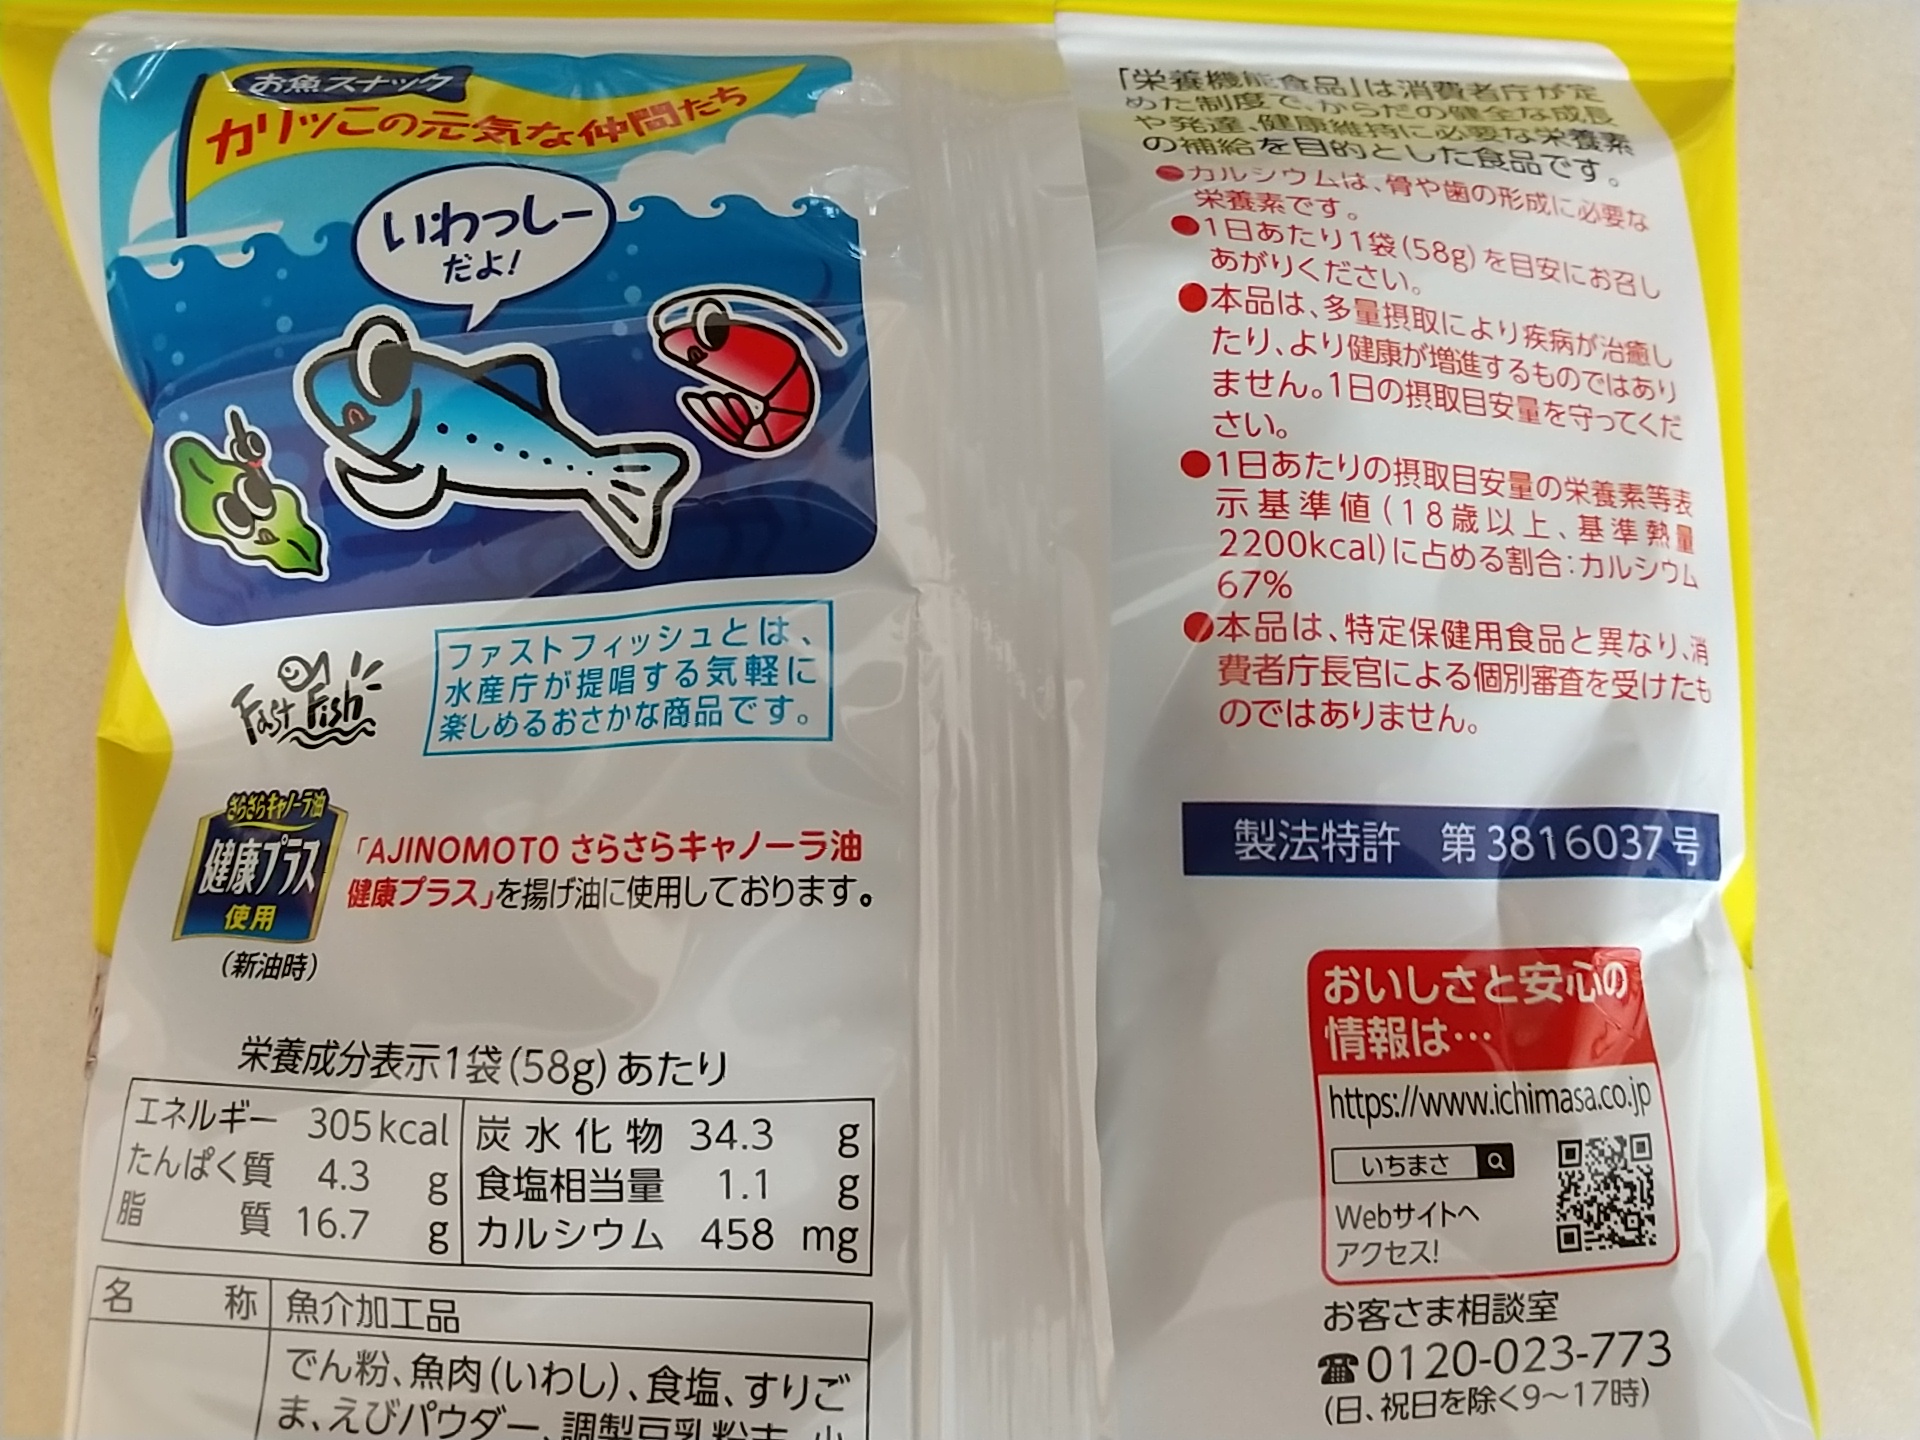 お魚スナック
カリッこの元気な仲間たち
いわっしー
だよ!
Fast Fish
ファストフィッシュとは、
水産庁が提唱する気軽に
楽しめるおさかな商品です。
さらさらキャノーラ油
健康プラス
使用
(新油時)
「AJINOMOTO さらさらキャノーラ油
健康プラス」を揚げ油に使用しております。
栄養成分表示1袋(58g)あたり
エネルギー 305kcal 炭水化物 34.3 g
たんぱく質 4.3 g 食塩相当量 1.1 g
脂質 16.7 g カルシウム 458 mg
名称 魚介加工品
でん粉、魚肉(いわし)、食塩、すりご
ま、えびパウダー、調製豆乳粉末、小
「栄養機能食品」は消費者庁が定
めた制度で、からだの健全な成長
や発達、健康維持に必要な栄養素
の補給を目的とした食品です。
●カルシウムは、骨や歯の形成に必要な
栄養素です。
●1日あたり1袋(58g)を目安にお召し
あがりください。
●本品は、多量摂取により疾病が治癒し
たり、より健康が増進するものではあり
ません。1日の摂取目安量を守ってくだ
さい。
●1日あたりの摂取目安量の栄養素等表
示基準値(18歳以上、基準熱量
2200kcal)に占める割合:カルシウム
67%
●本品は、特定保健用食品と異なり、消
費者庁長官による個別審査を受けたも
のではありません。
製法特許 第3816037号
おいしさと安心の
情報は…
https://www.ichimasa.co.jp
いちまさ
Webサイトへ
アクセス!
お客さま相談室
☎0120-023-773
(日、祝日を除く9〜17時)